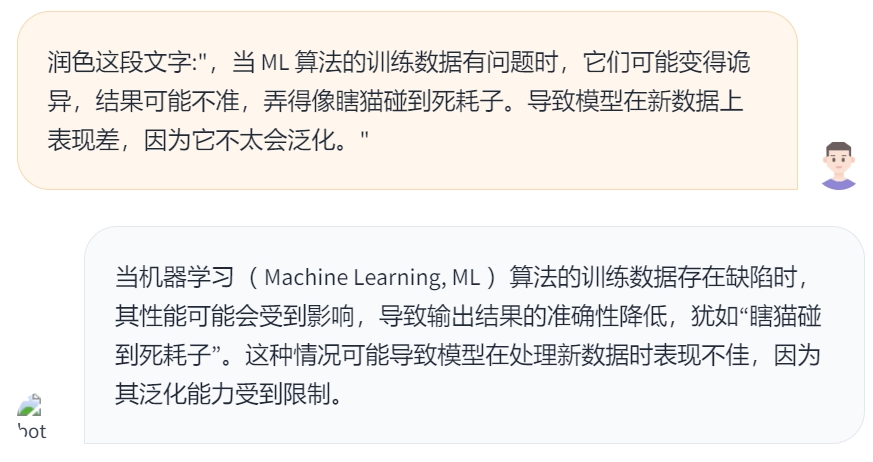 润色这段文字:"，当 ML 算法的训练数据有问题时，它们可能变得诡
异，结果可能不准，弄得像瞎猫碰到死耗子。导致模型在新数据上
表现差，因为它不太会泛化。"
当机器学习（ Machine Learning, ML ）算法的训练数据存在缺陷时，
其性能可能会受到影响，导致输出结果的准确性降低，犹如“瞎猫碰
到死耗子”。这种情况可能导致模型在处理新数据时表现不佳，因为
其泛化能力受到限制。
bot